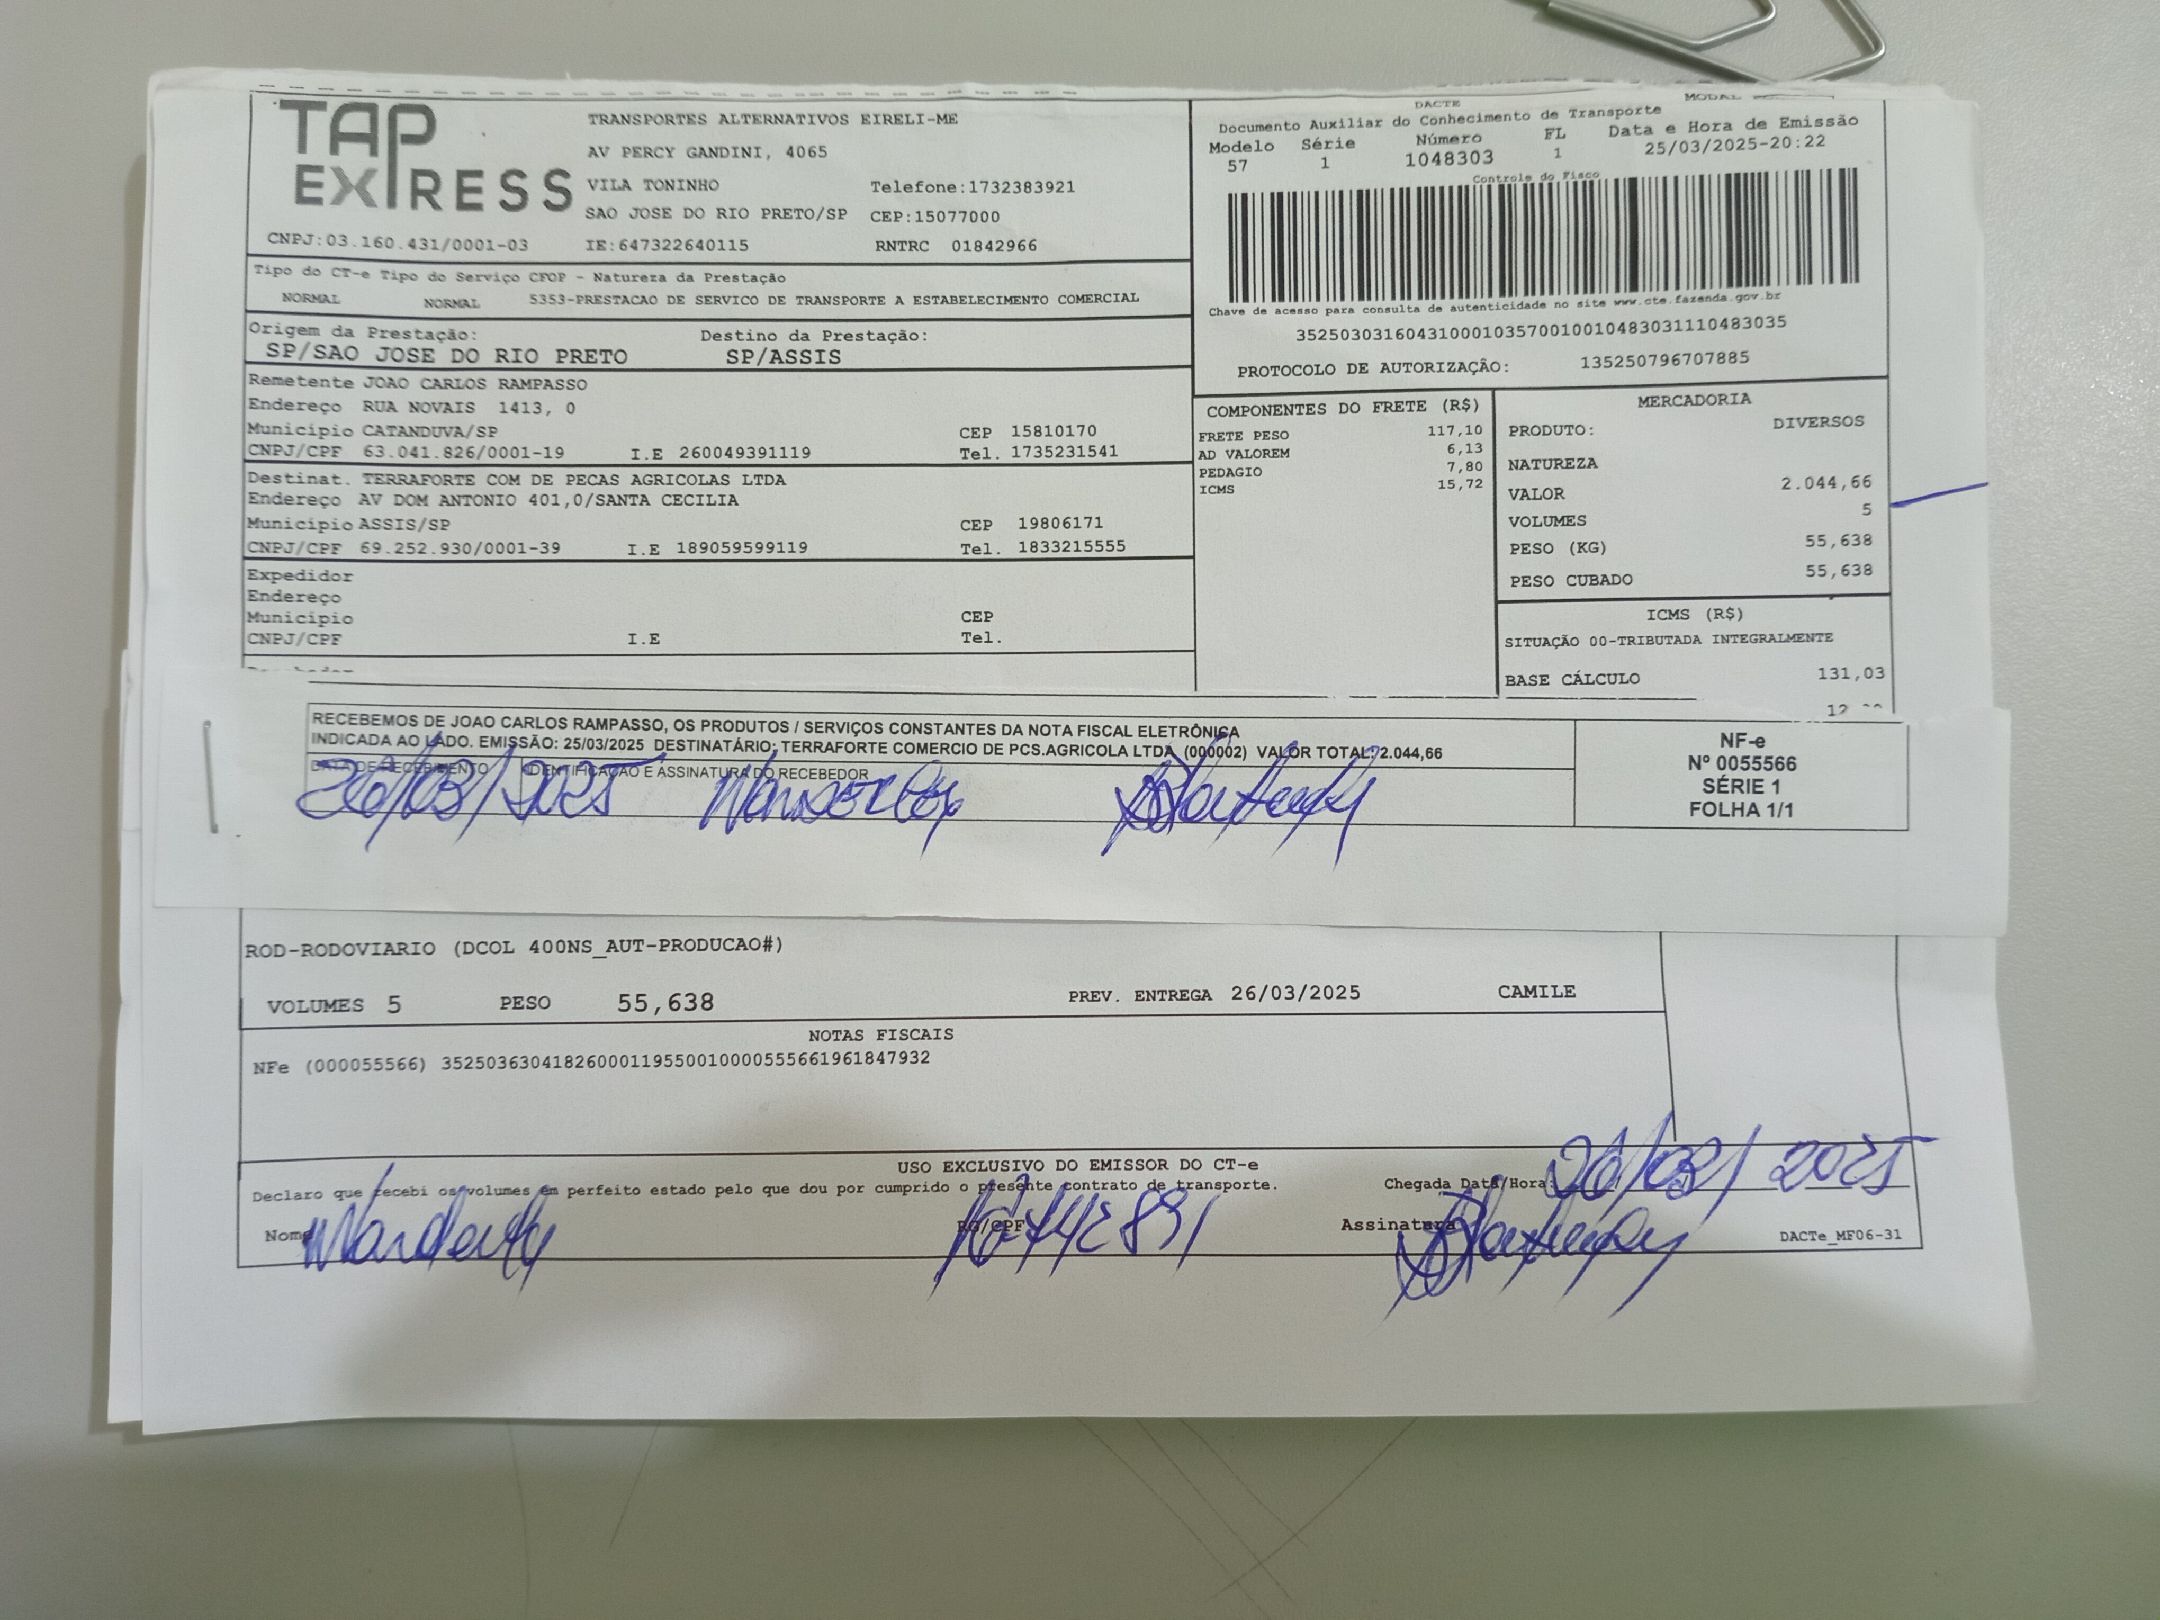 TAP EXPRESS
TRANSPORTES ALTERNATIVOS EIRELI-ME
AV PERCY GANDINI, 4065
VILA TONINHO Telefone:1732383921
SAO JOSE DO RIO PRETO/SP CEP:15077000
CNPJ:03.160.431/0001-03 IE:647322640115 RNTRC 01842966
DACTE MODAL
Documento Auxiliar do Conhecimento de Transporte
Modelo Série Número FL Data e Hora de Emissão
57 1 1048303 1 25/03/2025-20:22
Controle do Fisco
Chave de acesso para consulta de autenticidade no site www.cte.fazenda.gov.br
35250303160431000103570010010483031110483035
PROTOCOLO DE AUTORIZAÇÃO: 135250796707885
Tipo do CT-e Tipo do Serviço CFOP - Natureza da Prestação
NORMAL NORMAL 5353-PRESTACAO DE SERVICO DE TRANSPORTE A ESTABELECIMENTO COMERCIAL
Origem da Prestação: Destino da Prestação:
SP/SAO JOSE DO RIO PRETO SP/ASSIS
Remetente JOAO CARLOS RAMPASSO
Endereço RUA NOVAIS 1413, 0
Município CATANDUVA/SP CEP 15810170
CNPJ/CPF 63.041.826/0001-19 I.E 260049391119 Tel. 1735231541
Destinat. TERRAFORTE COM DE PECAS AGRICOLAS LTDA
Endereço AV DOM ANTONIO 401,0/SANTA CECILIA
Município ASSIS/SP CEP 19806171
CNPJ/CPF 69.252.930/0001-39 I.E 189059599119 Tel. 1833215555
Expedidor
Endereço
Município CEP
CNPJ/CPF I.E Tel.
COMPONENTES DO FRETE (R$)
FRETE PESO 117,10
AD VALOREM 6,13
PEDAGIO 7,80
ICMS 15,72
MERCADORIA
PRODUTO: DIVERSOS
NATUREZA
VALOR 2.044,66
VOLUMES 5
PESO (KG) 55,638
PESO CUBADO 55,638
ICMS (R$)
SITUAÇÃO 00-TRIBUTADA INTEGRALMENTE
BASE CÁLCULO 131,03
RECEBEMOS DE JOAO CARLOS RAMPASSO, OS PRODUTOS / SERVIÇOS CONSTANTES DA NOTA FISCAL ELETRÔNICA
INDICADA AO LADO. EMISSÃO: 25/03/2025 DESTINATÁRIO: TERRAFORTE COMERCIO DE PCS.AGRICOLA LTDA (000002) VALOR TOTAL: 2.044,66
DATA DE RECEBIMENTO IDENTIFICAÇÃO E ASSINATURA DO RECEBEDOR
26/03/2025
NF-e
Nº 0055566
SÉRIE 1
FOLHA 1/1
ROD-RODOVIARIO (DCOL 400NS_AUT-PRODUCAO#)
VOLUMES 5 PESO 55,638 PREV. ENTREGA 26/03/2025 CAMILE
NOTAS FISCAIS
NFe (000055566) 35250363041826000119550010000555661961847932
USO EXCLUSIVO DO EMISSOR DO CT-e
Declaro que recebi os volumes em perfeito estado pelo que dou por cumprido o presente contrato de transporte. Chegada Data/Hora: 26/03/2025
Nome RG/CPF Assinatura DACTe_MF06-31